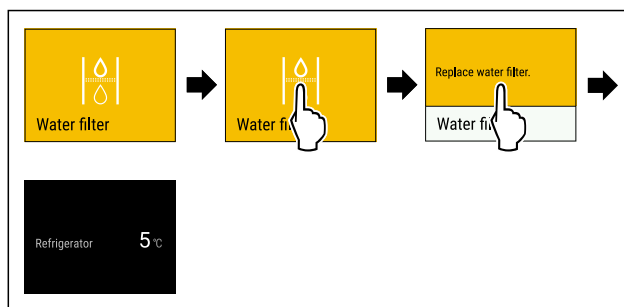 Water filter
Water fi
Replace water filter.
Water fi
Refrigerator 5 °C